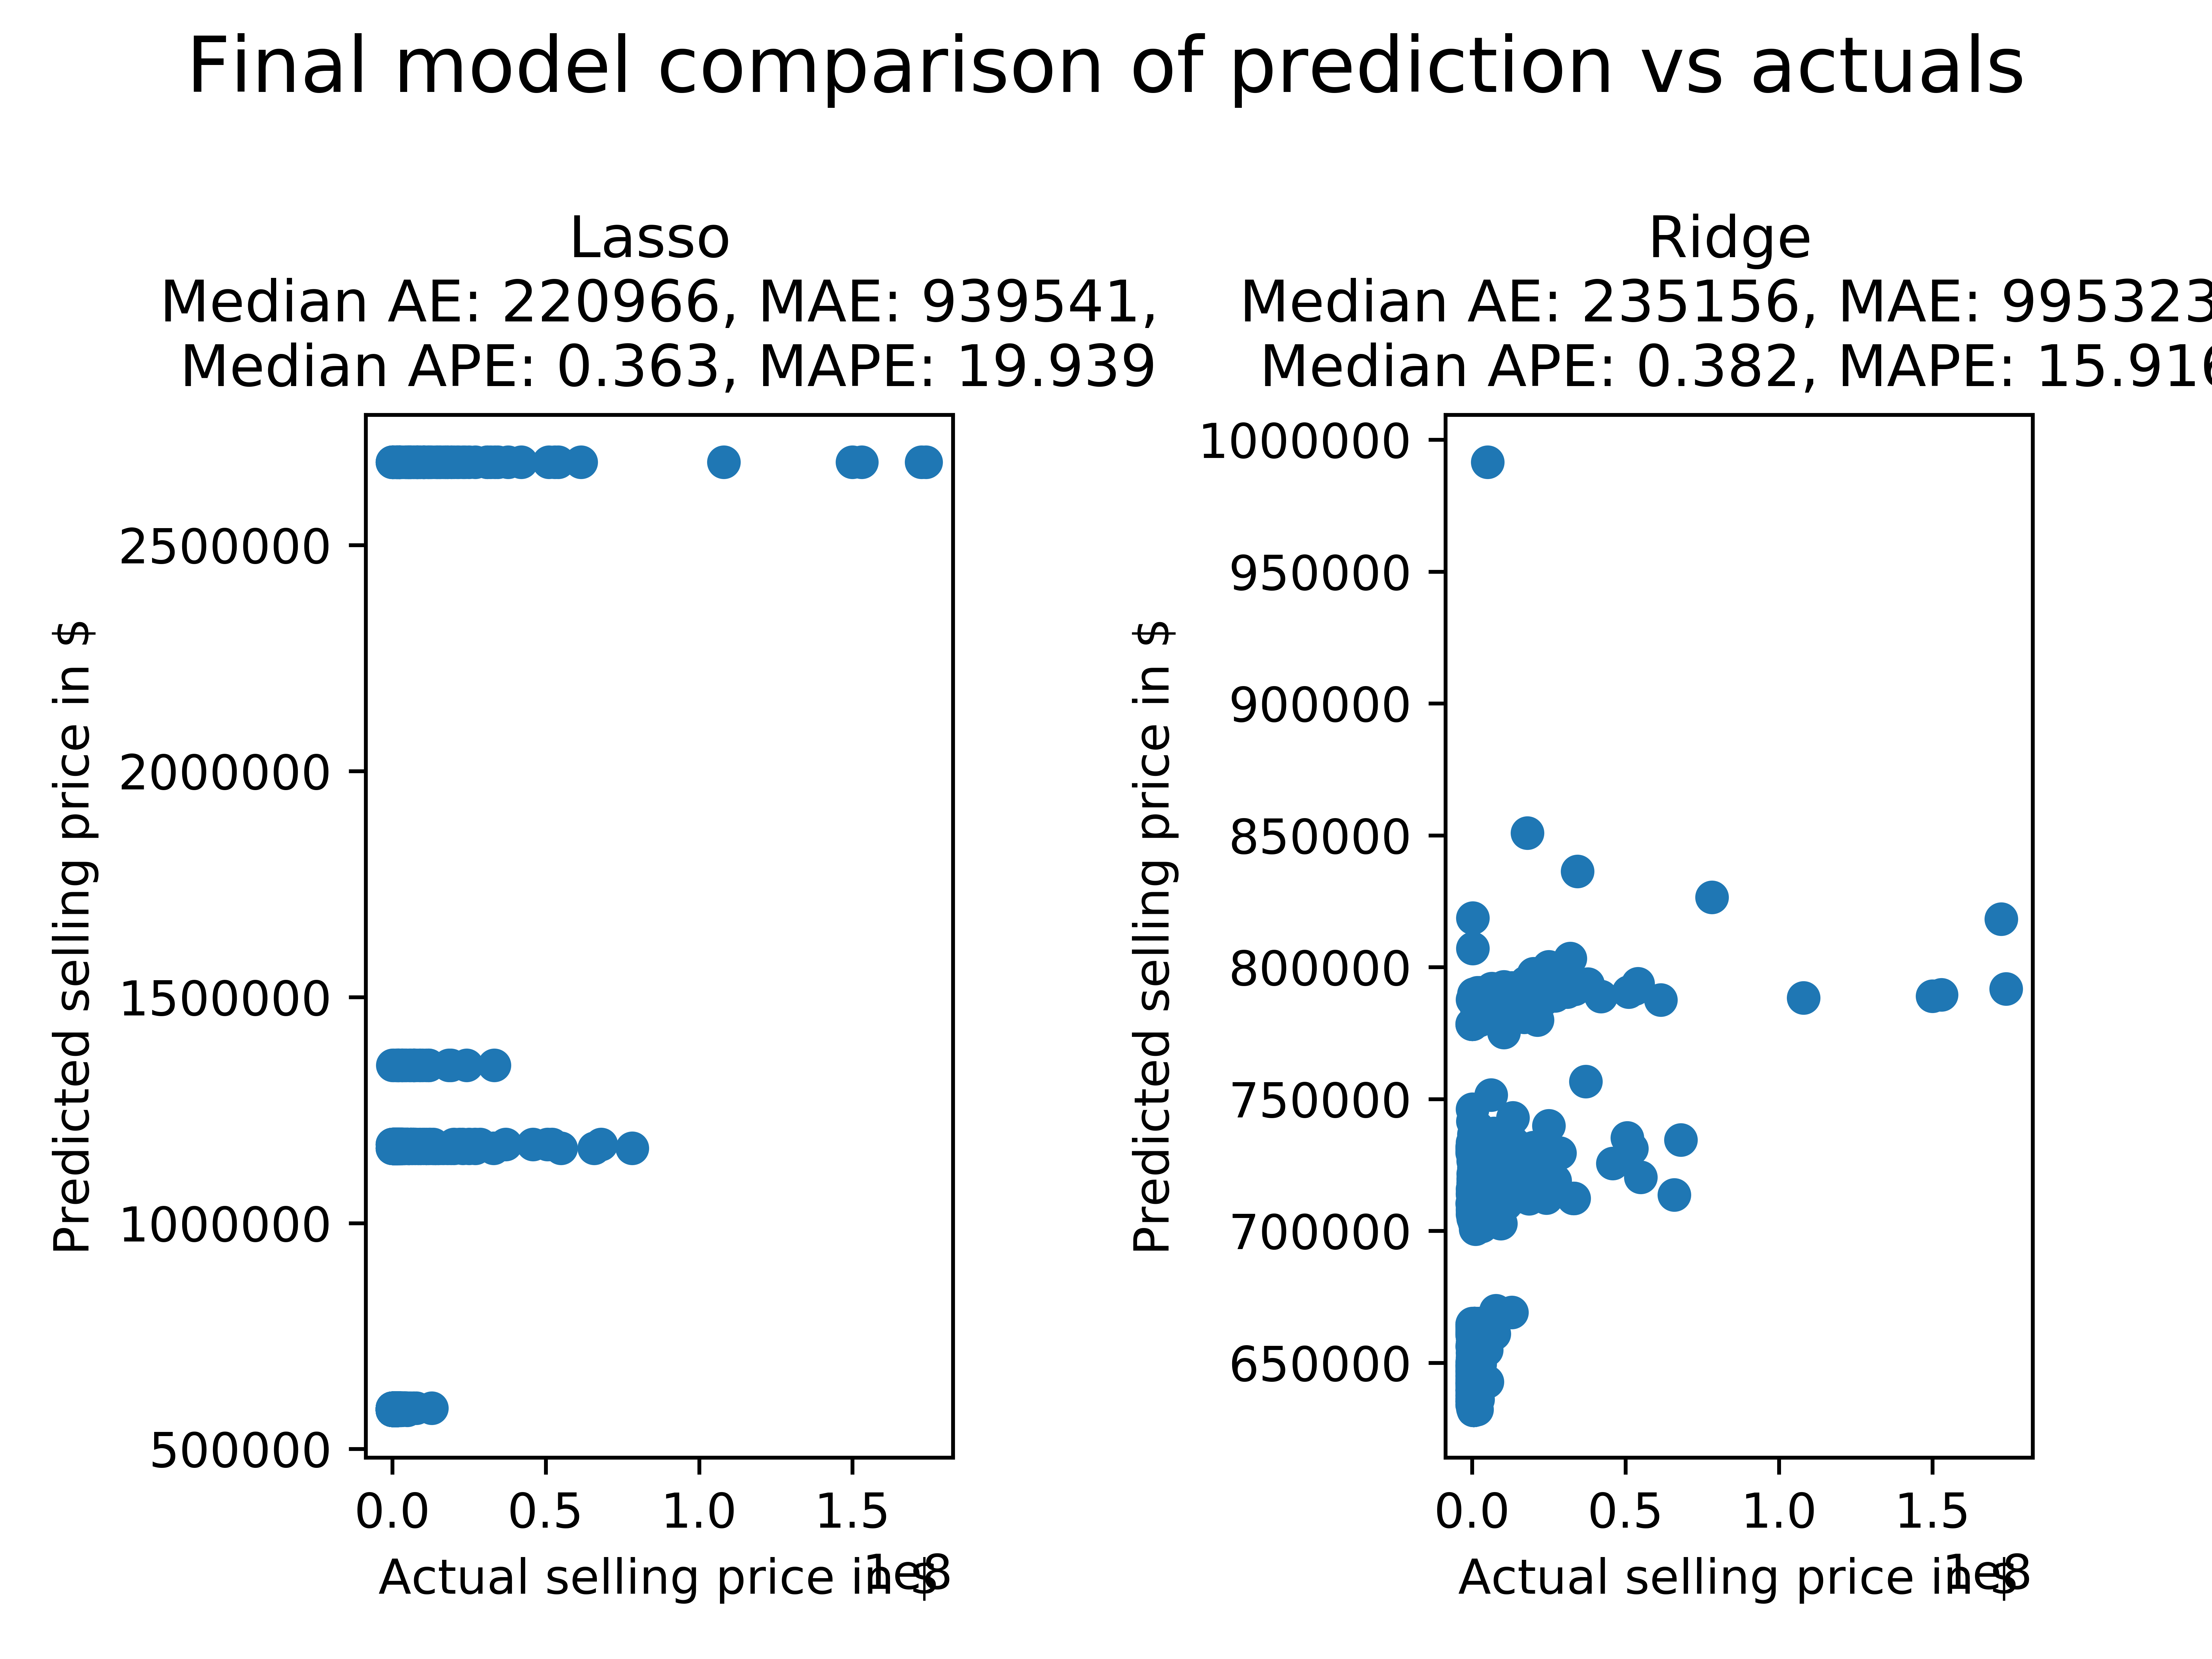 Final model comparison of prediction vs actuals
Lasso
Median AE: 220966, MAE: 939541,
Median APE: 0.363, MAPE: 19.939
2500000
2000000
1500000
1000000
500000
Predicted selling price in $
0.0 0.5 1.0 1.5
Actual selling price in $
1e8
Ridge
Median AE: 235156, MAE: 995323
Median APE: 0.382, MAPE: 15.916
1000000
950000
900000
850000
800000
750000
700000
650000
Predicted selling price in $
0.0 0.5 1.0 1.5
Actual selling price in $
1e8